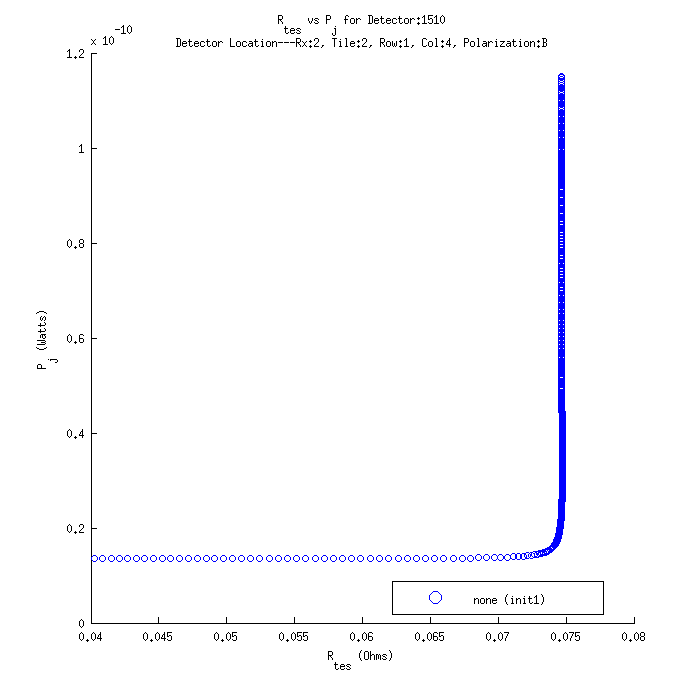 R_tes vs P_j for Detector:1510
x 10^-10
Detector Location---Rx:2, Tile:2, Row:1, Col:4, Polarization:B
1.2
1
0.8
0.6
0.4
0.2
0
P_j (Watts)
none (init1)
0.04 0.045 0.05 0.055 0.06 0.065 0.07 0.075 0.08
R_tes (Ohms)